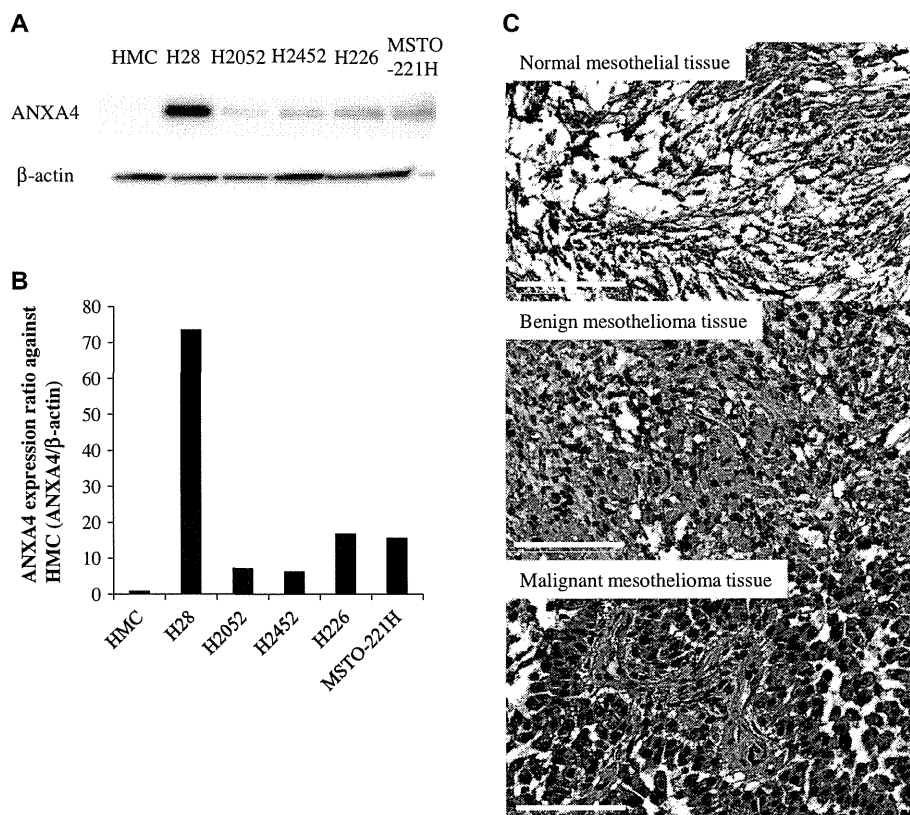 A
HMC H28 H2052 H2452 H226 MSTO
-221H
ANXA4
β-actin
B
ANXA4 expression ratio against
HMC (ANXA4/β-actin)
80
70
60
50
40
30
20
10
0
HMC
H28
H2052
H2452
H226
MSTO-221H
C
Normal mesothelial tissue
Benign mesothelioma tissue
Malignant mesothelioma tissue